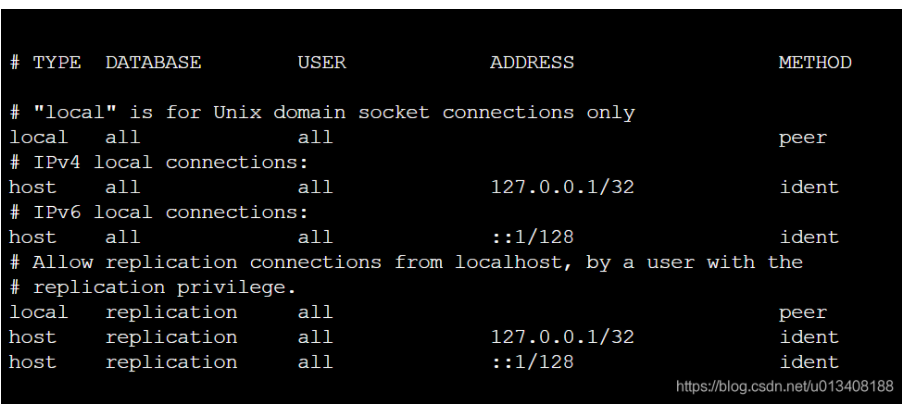 # TYPE  DATABASE        USER            ADDRESS                 METHOD
# "local" is for Unix domain socket connections only
local   all             all                                     peer
# IPv4 local connections:
host    all             all             127.0.0.1/32            ident
# IPv6 local connections:
host    all             all             ::1/128                 ident
# Allow replication connections from localhost, by a user with the
# replication privilege.
local   replication     all                                     peer
host    replication     all             127.0.0.1/32            ident
host    replication     all             ::1/128                 ident
https://blog.csdn.net/u013408188